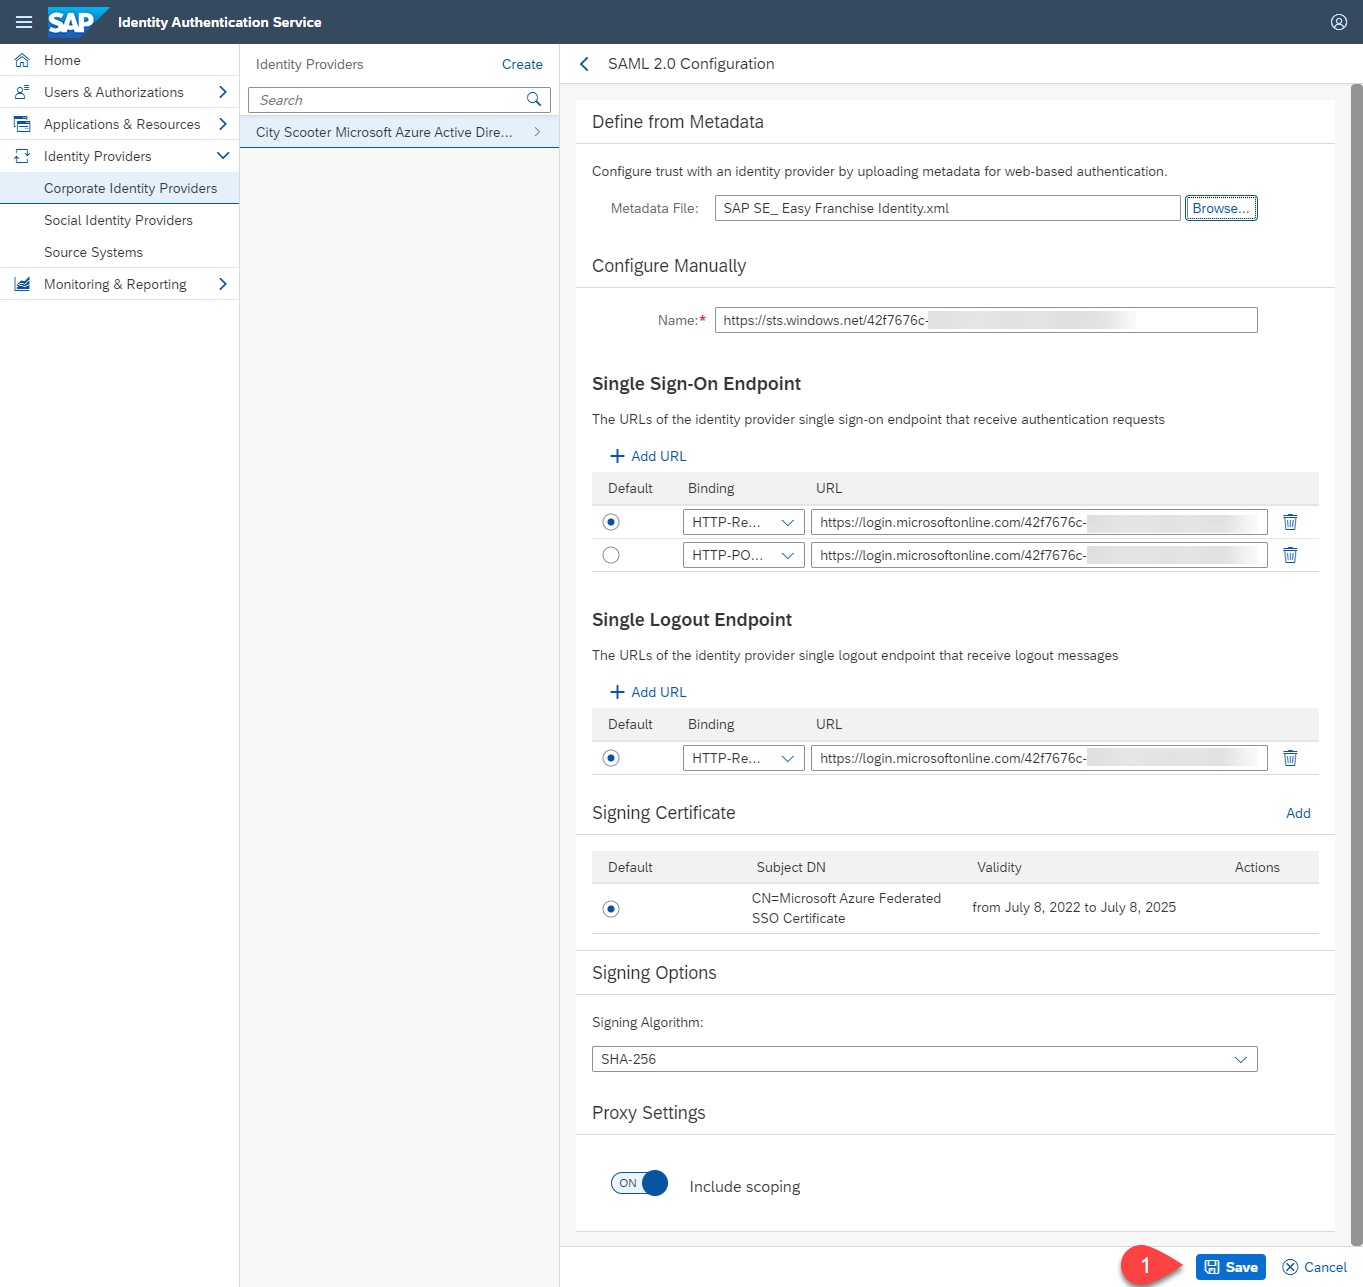 SAP Identity Authentication Service
Home
Users & Authorizations
Applications & Resources
Identity Providers
Corporate Identity Providers
Social Identity Providers
Source Systems
Monitoring & Reporting
Identity Providers Create
Search
City Scooter Microsoft Azure Active Dire...
SAML 2.0 Configuration
Define from Metadata
Configure trust with an identity provider by uploading metadata for web-based authentication.
Metadata File: SAP SE_ Easy Franchise Identity.xml Browse...
Configure Manually
Name:* https://sts.windows.net/42f7676c-
Single Sign-On Endpoint
The URLs of the identity provider single sign-on endpoint that receive authentication requests
Add URL
Default Binding URL
HTTP-Re... https://login.microsoftonline.com/42f7676c-
HTTP-PO... https://login.microsoftonline.com/42f7676c-
Single Logout Endpoint
The URLs of the identity provider single logout endpoint that receive logout messages
Add URL
Default Binding URL
HTTP-Re... https://login.microsoftonline.com/42f7676c-
Signing Certificate Add
Default Subject DN Validity Actions
CN=Microsoft Azure Federated
SSO Certificate
from July 8, 2022 to July 8, 2025
Signing Options
Signing Algorithm:
SHA-256
Proxy Settings
ON Include scoping
1 Save Cancel